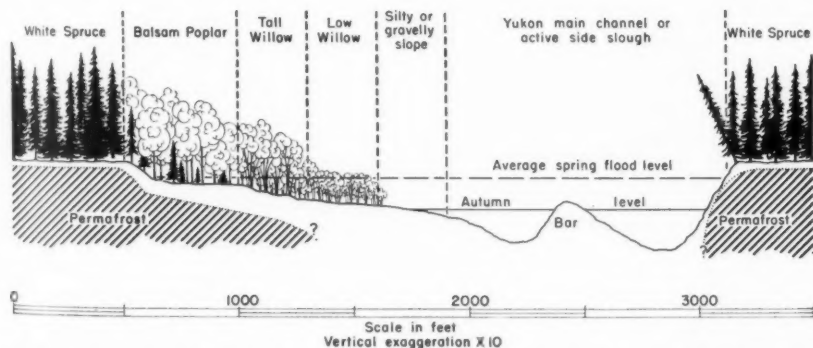 White Spruce
Balsam Poplar
Tall
Willow
Low
Willow
Silty or
gravelly
slope
Yukon main channel or
active side slough
White Spruce
Average spring flood level
Autumn level
Bar
Permafrost
?
Permafrost
?
0 1000 2000 3000
Scale in feet
Vertical exaggeration X 10